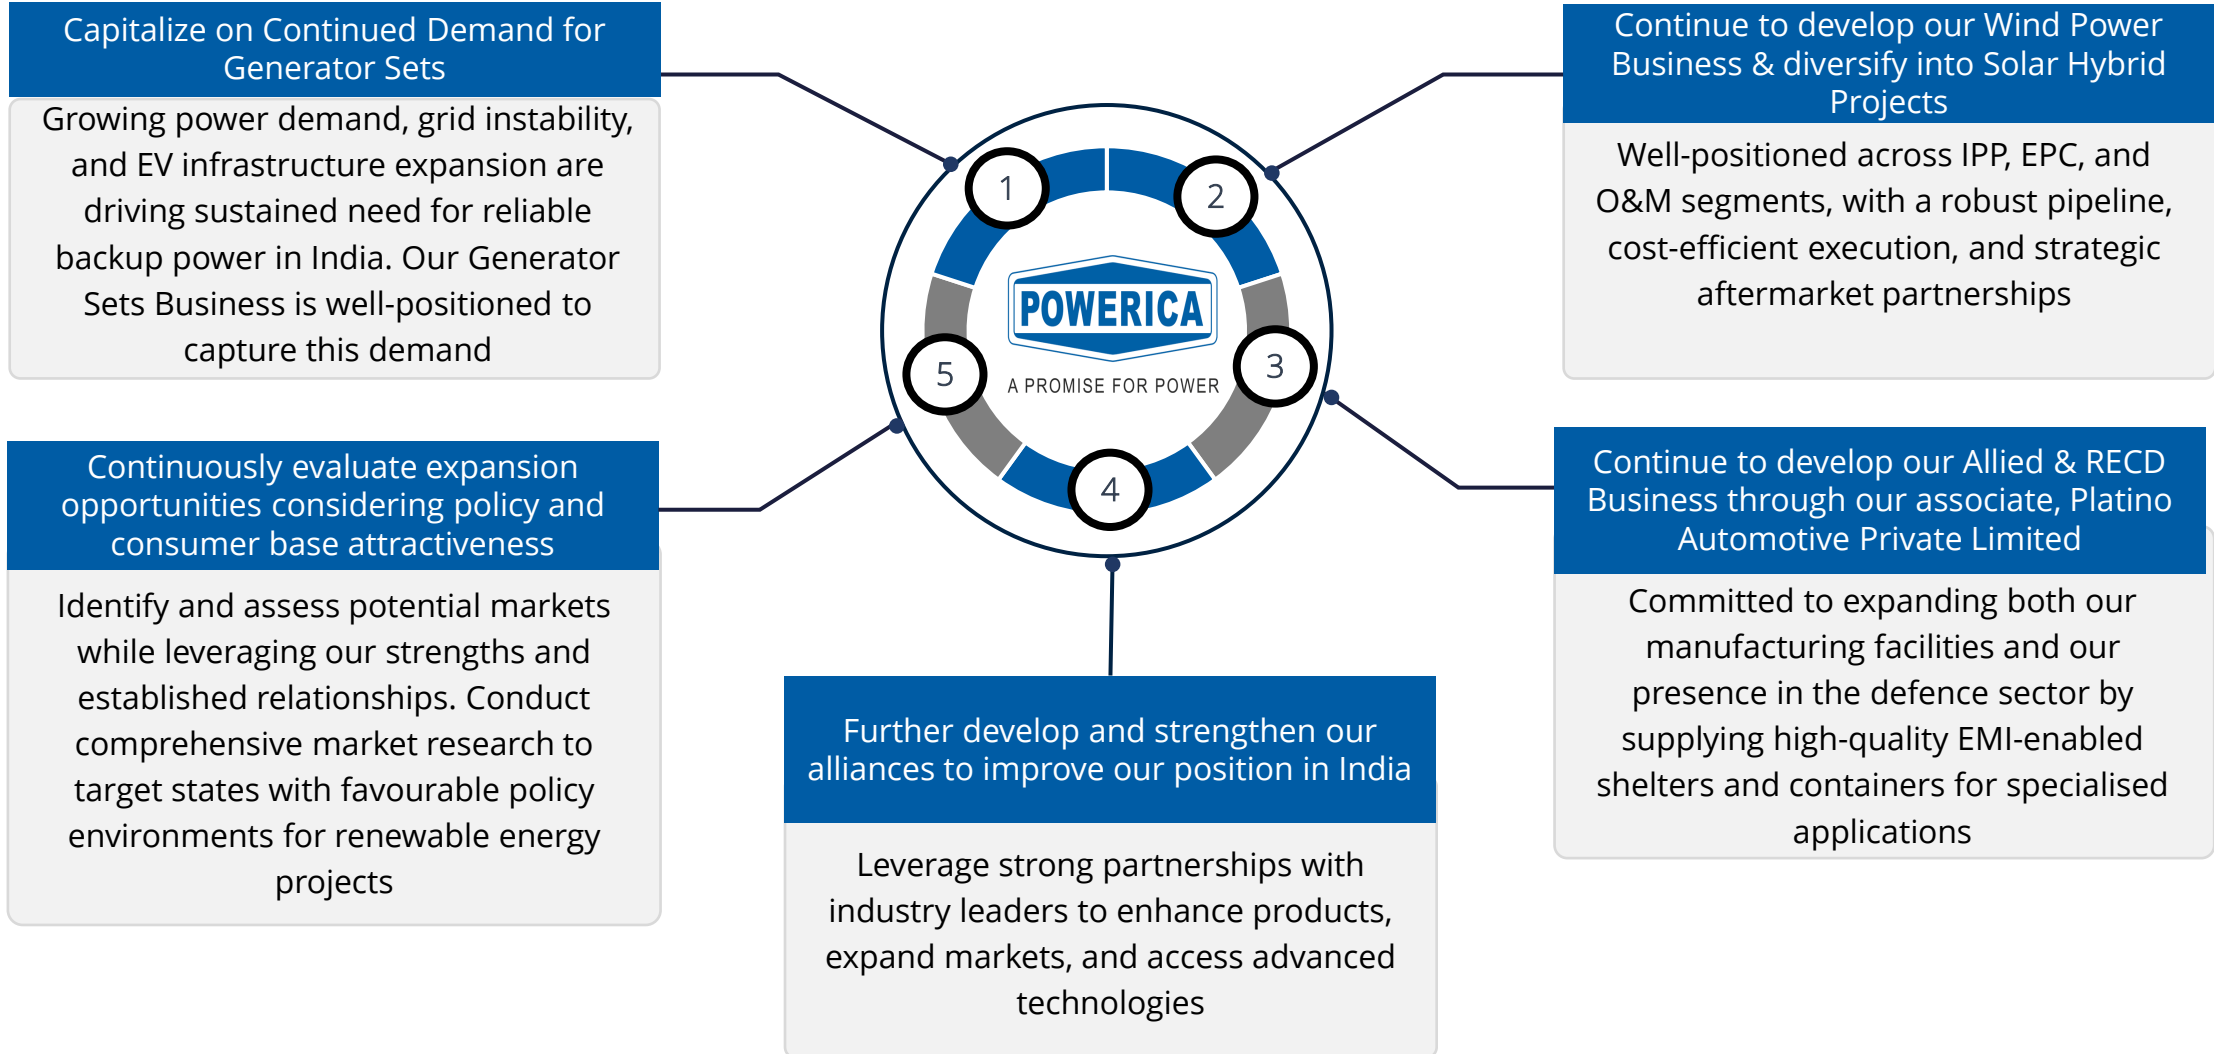 Capitalize on Continued Demand for
Generator Sets
Growing power demand, grid instability,
and EV infrastructure expansion are
driving sustained need for reliable
backup power in India. Our Generator
Sets Business is well-positioned to
capture this demand
Continue to develop our Wind Power
Business & diversify into Solar Hybrid
Projects
Well-positioned across IPP, EPC, and
O&M segments, with a robust pipeline,
cost-efficient execution, and strategic
aftermarket partnerships
1
2
3
4
5
POWERICA
A PROMISE FOR POWER
Continue to develop our Allied & RECD
Business through our associate, Platino
Automotive Private Limited
Committed to expanding both our
manufacturing facilities and our
presence in the defence sector by
supplying high-quality EMI-enabled
shelters and containers for specialised
applications
Further develop and strengthen our
alliances to improve our position in India
Leverage strong partnerships with
industry leaders to enhance products,
expand markets, and access advanced
technologies
Continuously evaluate expansion
opportunities considering policy and
consumer base attractiveness
Identify and assess potential markets
while leveraging our strengths and
established relationships. Conduct
comprehensive market research to
target states with favourable policy
environments for renewable energy
projects